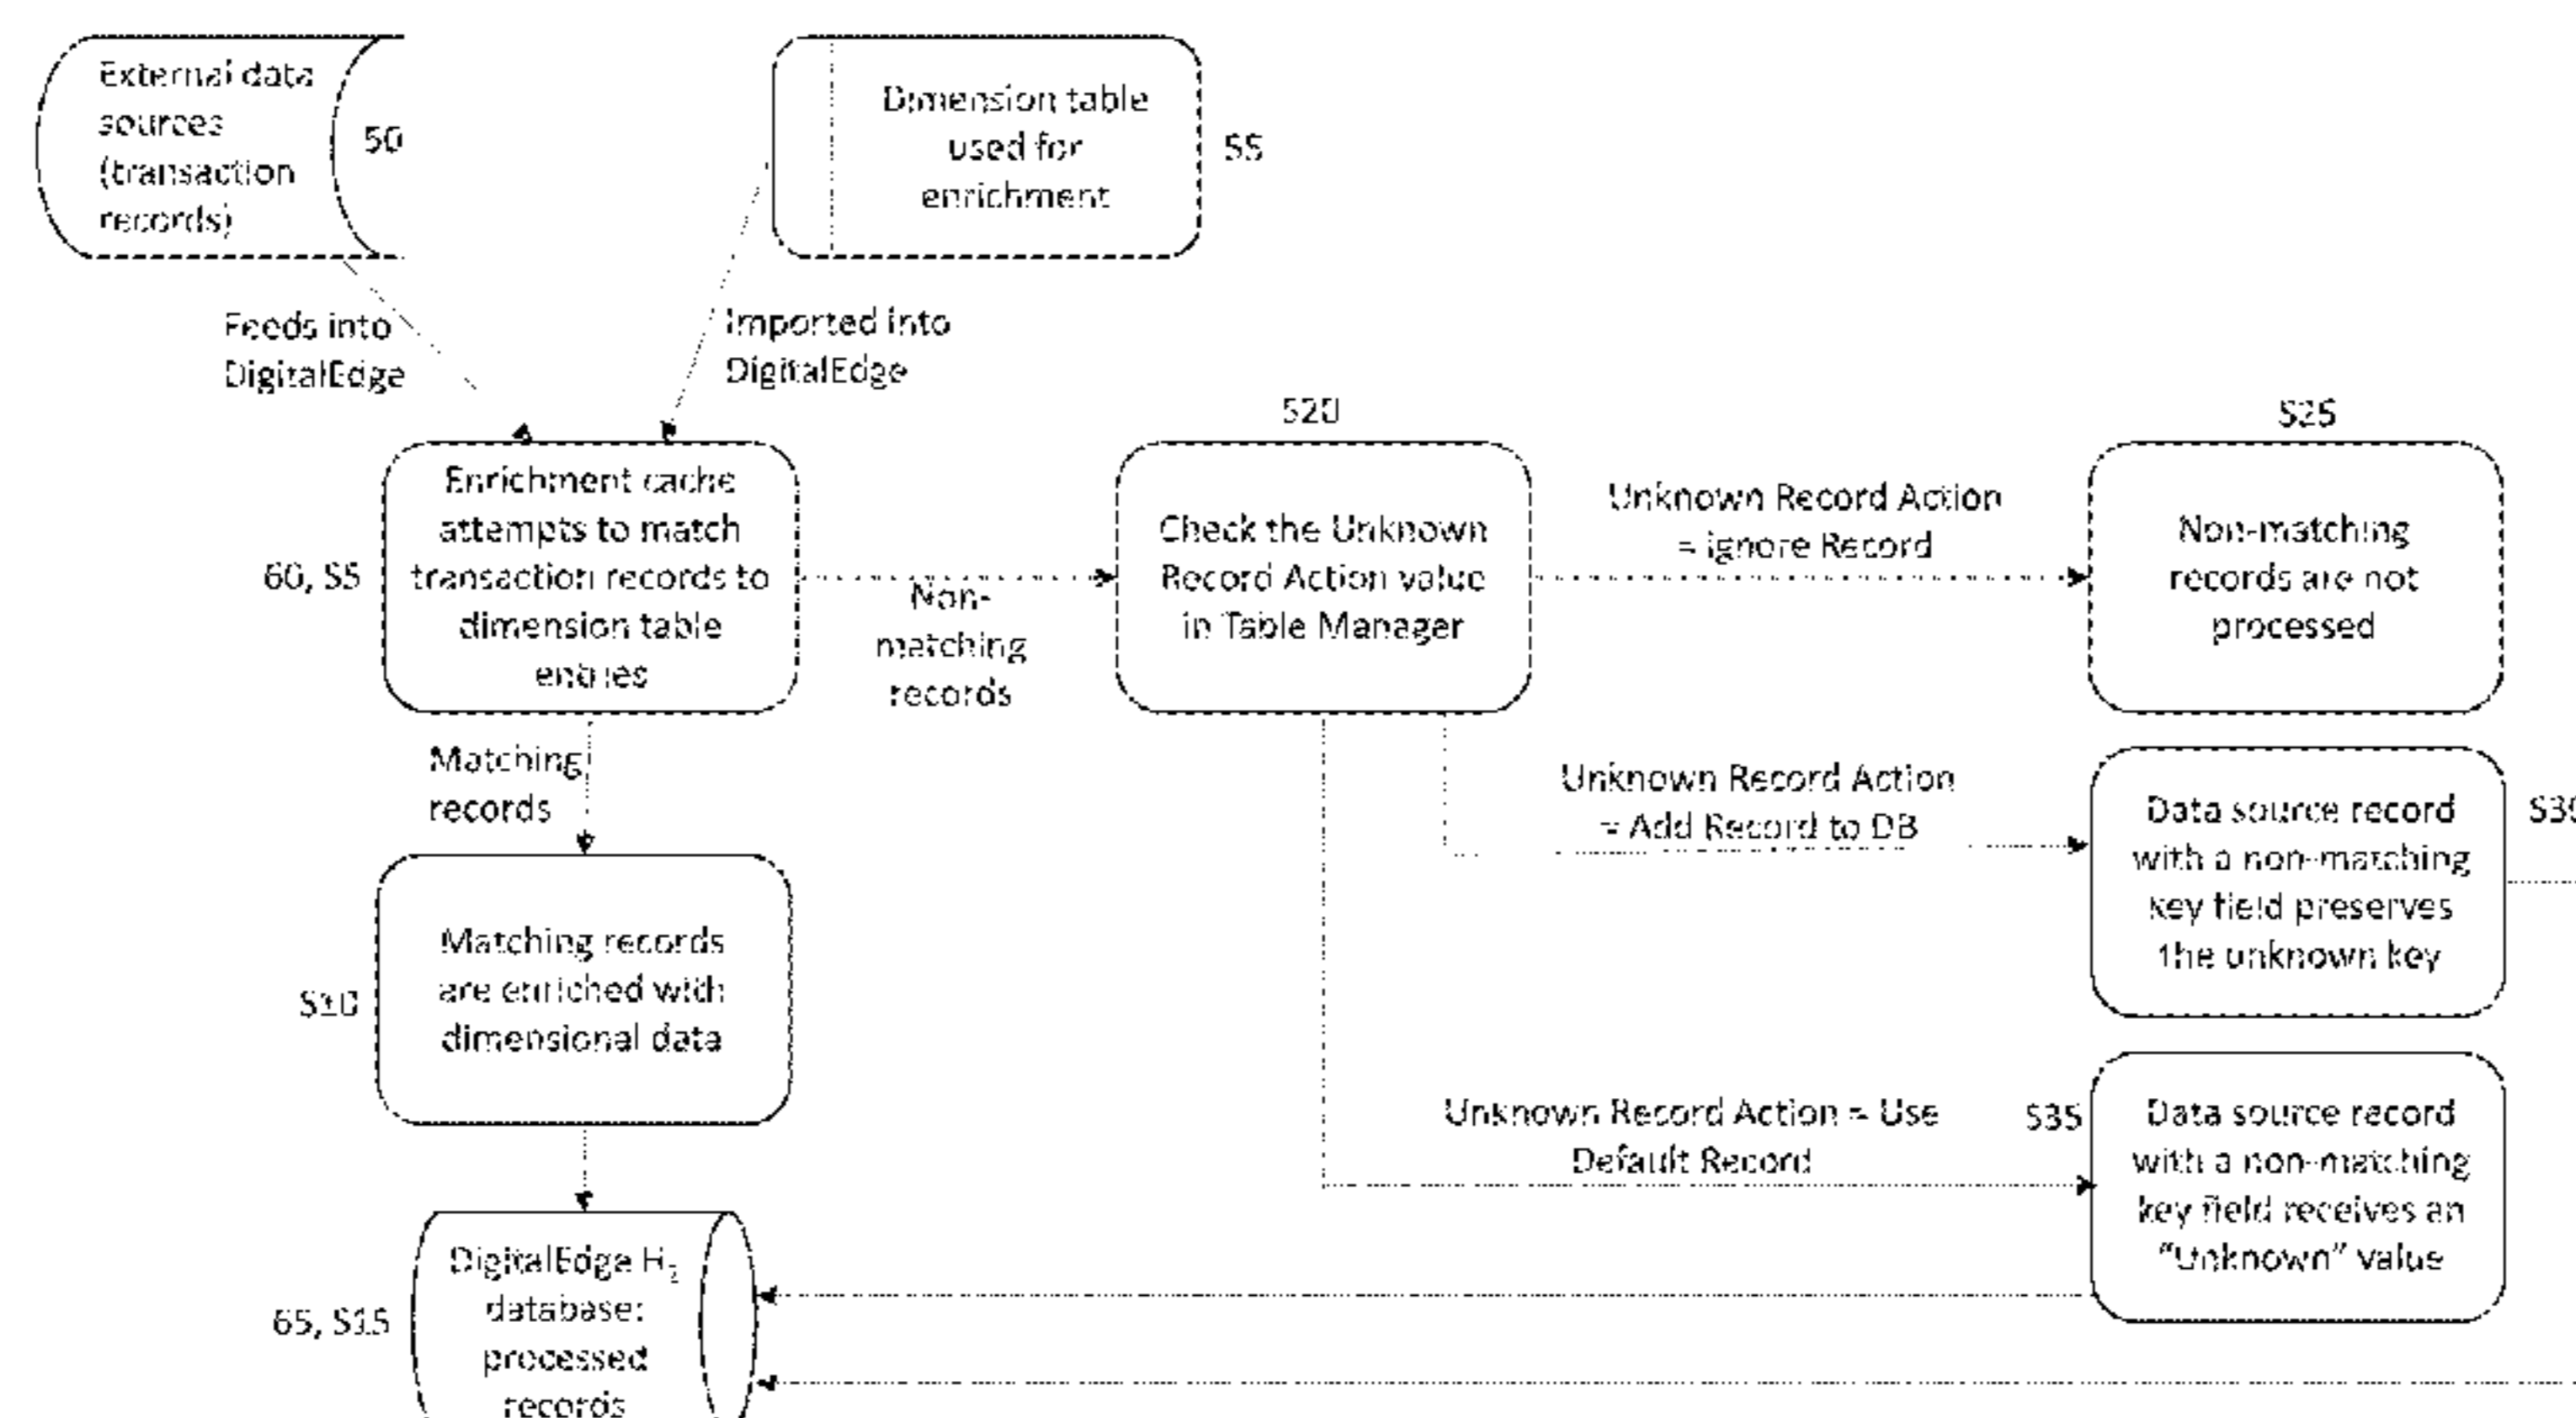 External data
sources
(transaction
records)
50
Dimension table
used for
enrichment
55
Feeds into
DigitalEdge
Imported into
DigitalEdge
S20
S25
Enrichment cache
attempts to match
transaction records to
dimension table
entries
60, S5
Non-
matching
records
Check the Unknown
Record Action value
in Table Manager
Unknown Record Action
= Ignore Record
Non-matching
records are not
processed
Matching
records
Unknown Record Action
= Add Record to DB
Data source record
with a non-matching
key field preserves
the unknown key
Matching records
are enriched with
dimensional data
S10
Unknown Record Action = Use
Default Record
S35
Data source record
with a non-matching
key field receives an
"Unknown" value
DigitalEdge H2
database:
processed
records
65, S15